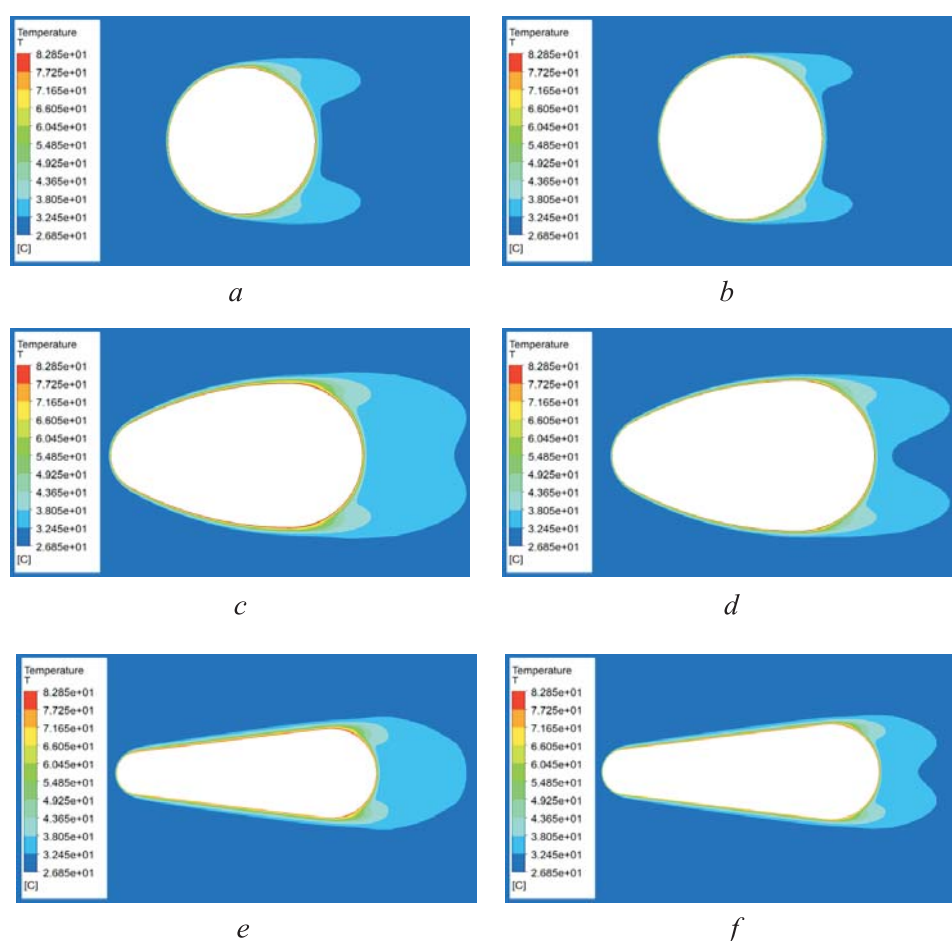 Temperature
T
8.285e+01
7.725e+01
7.165e+01
6.605e+01
6.045e+01
5.485e+01
4.925e+01
4.365e+01
3.805e+01
3.245e+01
2.685e+01
[C]
a
Temperature
T
8.285e+01
7.725e+01
7.165e+01
6.605e+01
6.045e+01
5.485e+01
4.925e+01
4.365e+01
3.805e+01
3.245e+01
2.685e+01
[C]
b
Temperature
T
8.285e+01
7.725e+01
7.165e+01
6.605e+01
6.045e+01
5.485e+01
4.925e+01
4.365e+01
3.805e+01
3.245e+01
2.685e+01
[C]
c
Temperature
T
8.285e+01
7.725e+01
7.165e+01
6.605e+01
6.045e+01
5.485e+01
4.925e+01
4.365e+01
3.805e+01
3.245e+01
2.685e+01
[C]
d
Temperature
T
8.285e+01
7.725e+01
7.165e+01
6.605e+01
6.045e+01
5.485e+01
4.925e+01
4.365e+01
3.805e+01
3.245e+01
2.685e+01
[C]
e
Temperature
T
8.285e+01
7.725e+01
7.165e+01
6.605e+01
6.045e+01
5.485e+01
4.925e+01
4.365e+01
3.805e+01
3.245e+01
2.685e+01
[C]
f